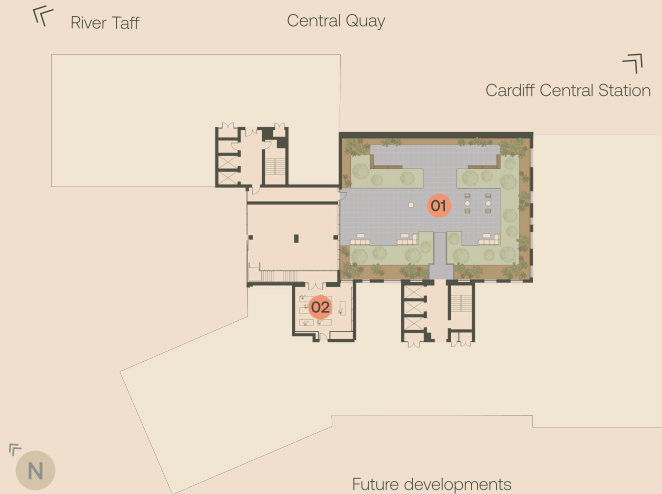 River Taff
Central Quay
Cardiff Central Station
01
02
N
Future developments